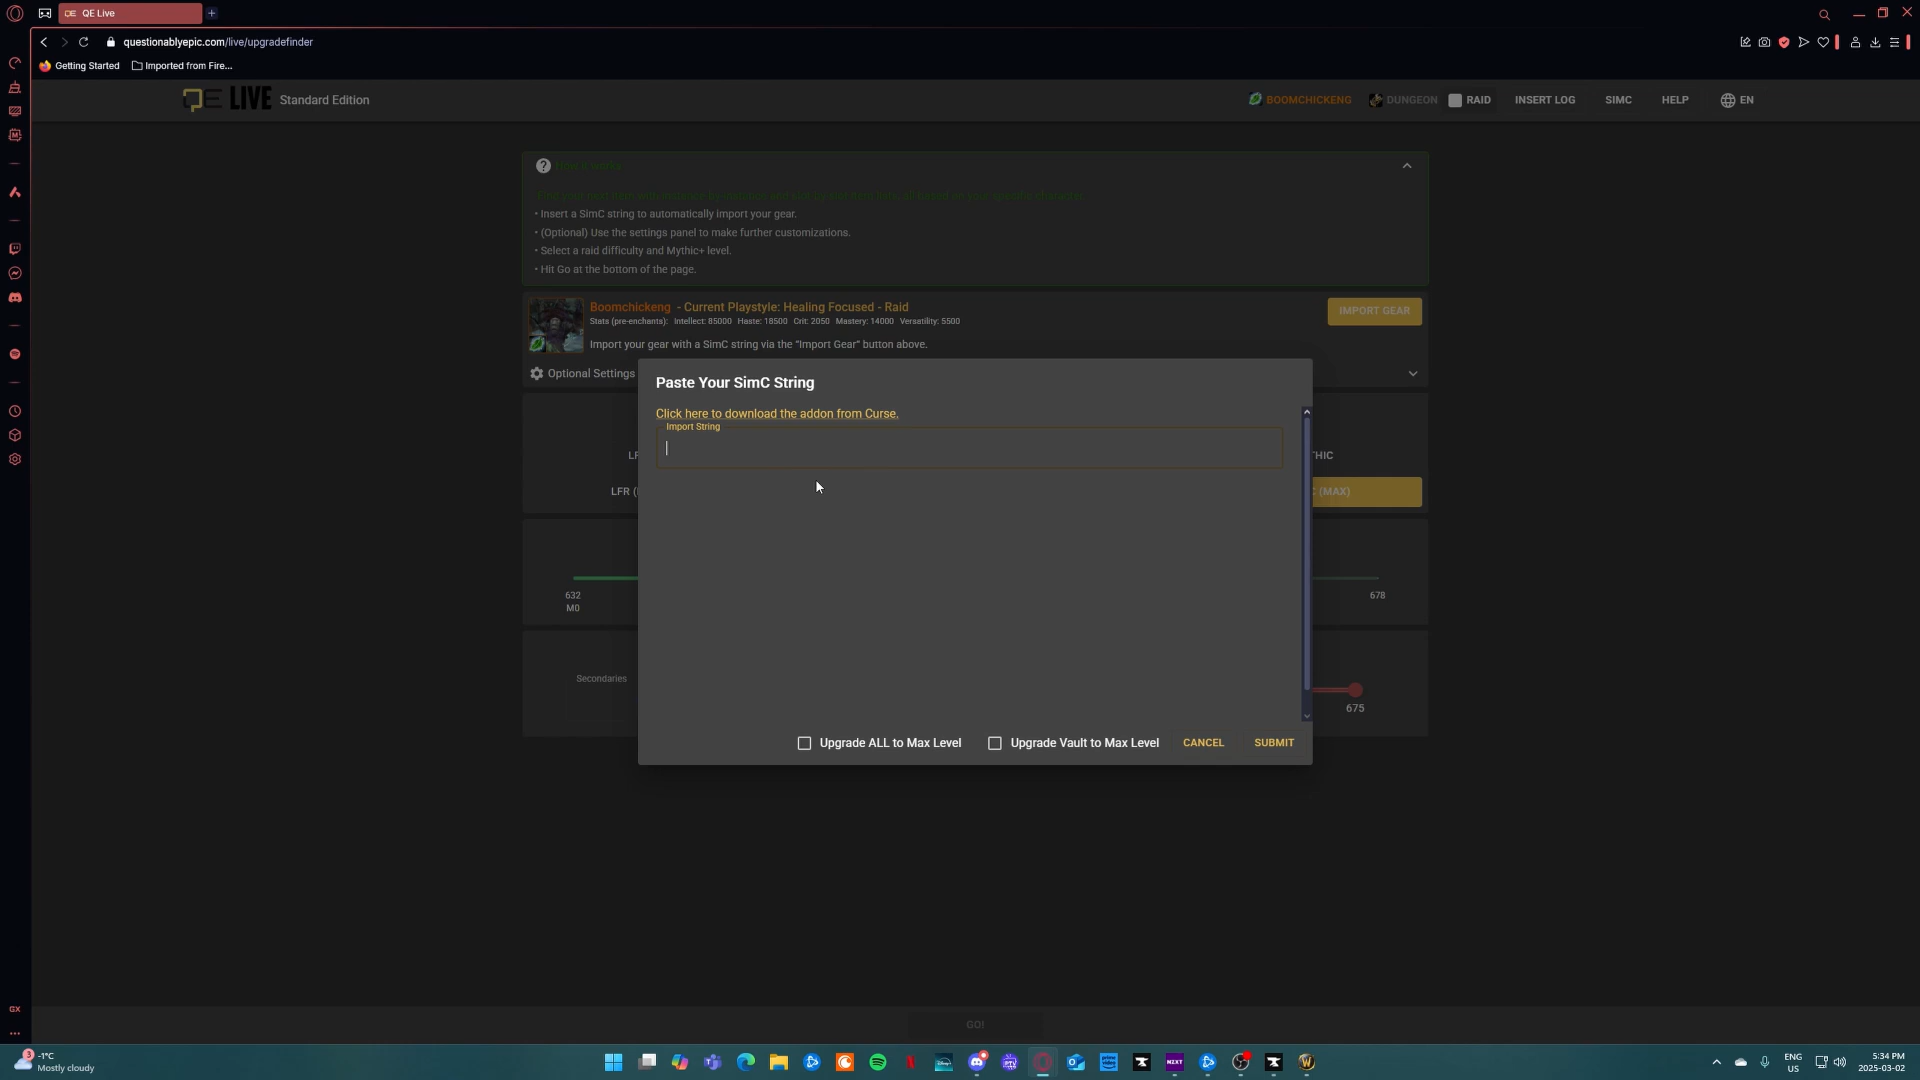 QE Live
questionablyepic.com/live/upgradefinder
Getting Started
Imported from Fire...
QE LIVE Standard Edition
BOOMCHICKENG
DUNGEON
RAID
INSERT LOG
SIMC
HELP
EN
• Insert a SimC string to automatically import your gear.
• (Optional) Use the settings panel to make further customizations.
• Select a raid difficulty and Mythic+ level.
• Hit Go at the bottom of the page.
Boomchickeng - Current Playstyle: Healing Focused - Raid
Stats (pre-enchants): Intellect: 85000 Haste: 18500 Crit: 2050 Mastery: 14000 Versatility: 5500
IMPORT GEAR
Import your gear with a SimC string via the "Import Gear" button above.
Optional Settings
Paste Your SimC String
Click here to download the addon from Curse.
Import String
LF
THIC
LFR (
(MAX)
632
M0
678
Secondaries
675
Upgrade ALL to Max Level
Upgrade Vault to Max Level
CANCEL
SUBMIT
GO!
GX
3
-1°C
Mostly cloudy
NZXT
ENG
US
5:34 PM
2025-03-02